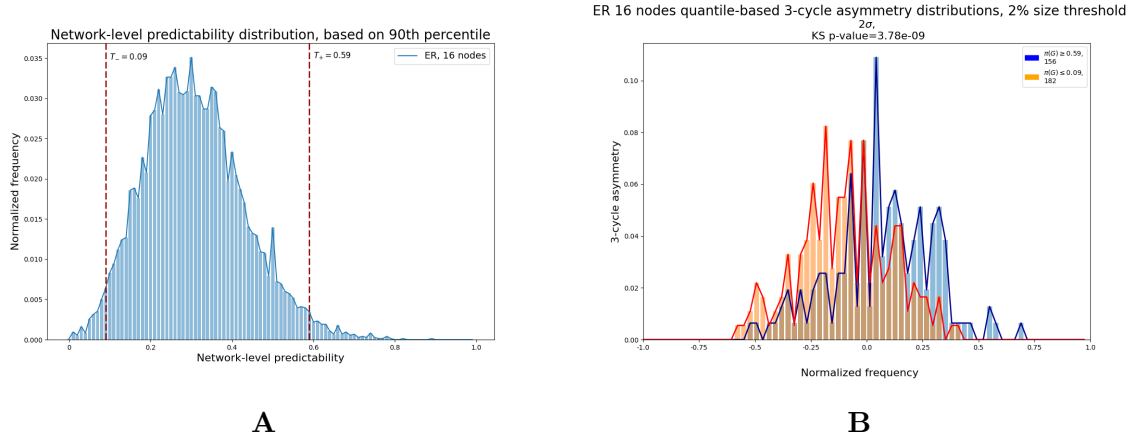 Network-level predictability distribution, based on 90th percentile
T₋ = 0.09
T₊ = 0.59
ER, 16 nodes
0.035
0.030
0.025
0.020
0.015
0.010
0.005
0.000
Normalized frequency
0.0
0.2
0.4
0.6
0.8
1.0
Network-level predictability
A
ER 16 nodes quantile-based 3-cycle asymmetry distributions, 2% size threshold
2σ,
KS p-value=3.78e-09
π(G) ≥ 0.59,
156
π(G) ≤ 0.09,
182
0.10
0.08
0.06
0.04
0.02
0.00
3-cycle asymmetry
-1.0
-0.75
-0.5
-0.25
0.0
0.25
0.5
0.75
1.0
Normalized frequency
B